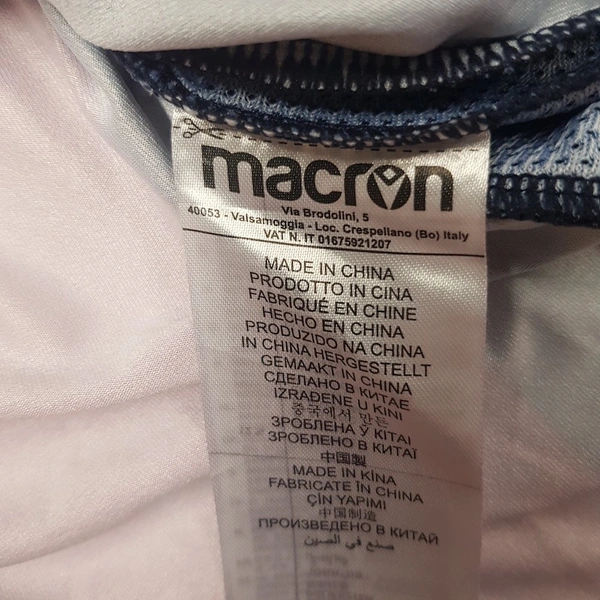 macron
Via Brodolini, 5
40053 - Valsamoggia - Loc. Crespellano (Bo) Italy
VAT N. IT 01675921207
MADE IN CHINA
PRODOTTO IN CINA
FABRIQUÉ EN CHINE
HECHO EN CHINA
PRODUZIDO NA CHINA
IN CHINA HERGESTELLT
GEMAAKT IN CHINA
СДЕЛАНО В КИТАЕ
IZRAĐENE U KINI
중국에서 만든
ЗРОБЛЕНА Ў КІТАІ
ЗРОБЛЕНО В КИТАЇ
中国製
MADE IN KÍNA
FABRICATE ÎN CHINA
ÇİN YAPIMI
中国制造
ПРОИЗВЕДЕНО В КИТАЙ
صنع في الصين